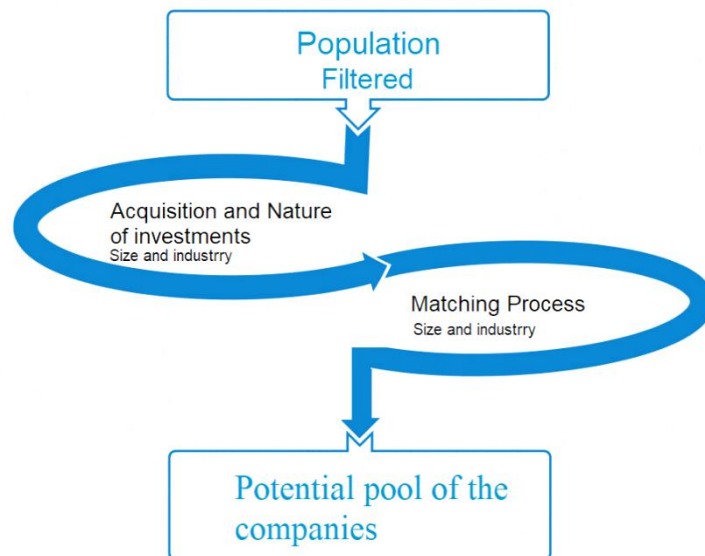 Population
Filtered
Acquisition and Nature
of investments
Size and industrry
Matching Process
Size and industrry
Potential pool of the
companies